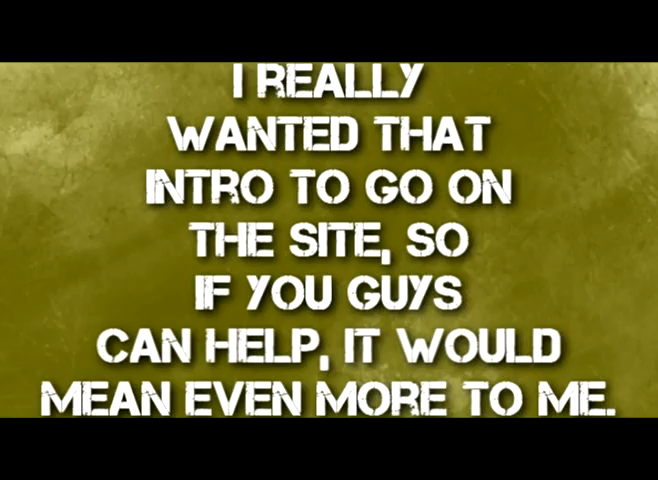 I REALLY
WANTED THAT
INTRO TO GO ON
THE SITE, SO
IF YOU GUYS
CAN HELP, IT WOULD
MEAN EVEN MORE TO ME.